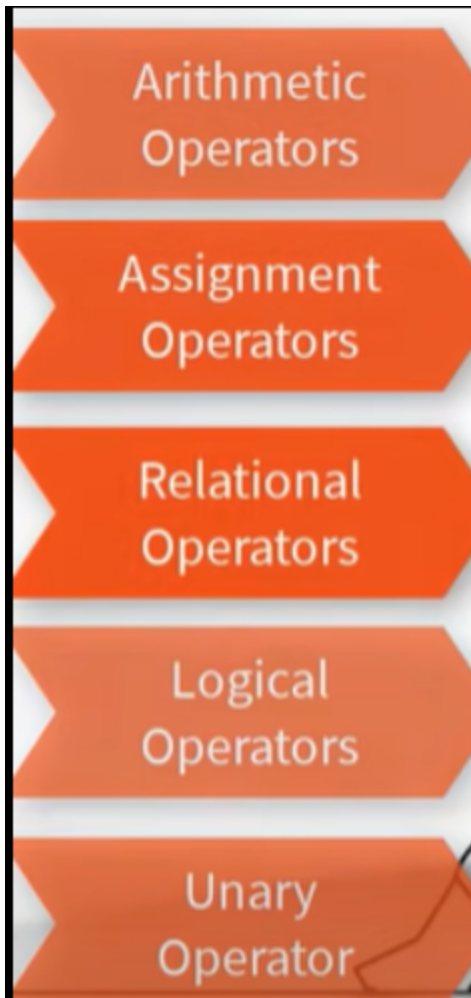 Arithmetic
Operators
Assignment
Operators
Relational
Operators
Logical
Operators
Unary
Operator